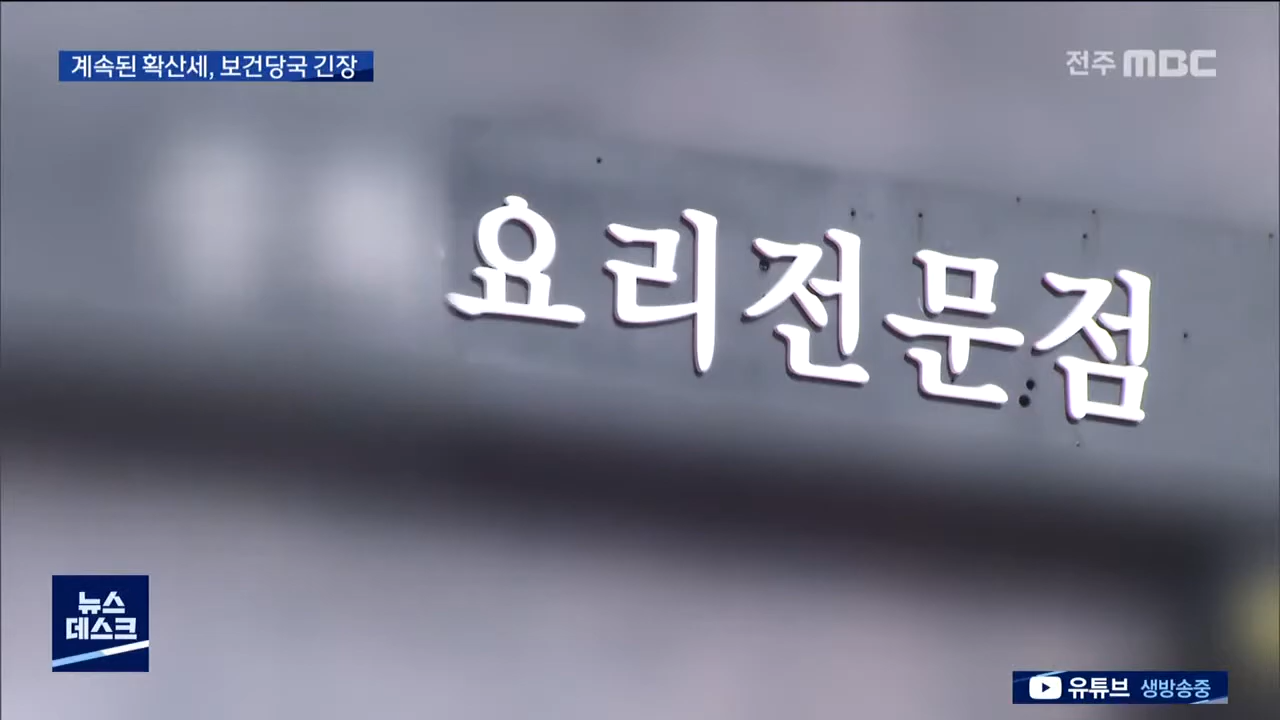 계속된 확산세, 보건당국 긴장
전주 MBC
요리전문점
뉴스
데스크
유튜브 생방송중